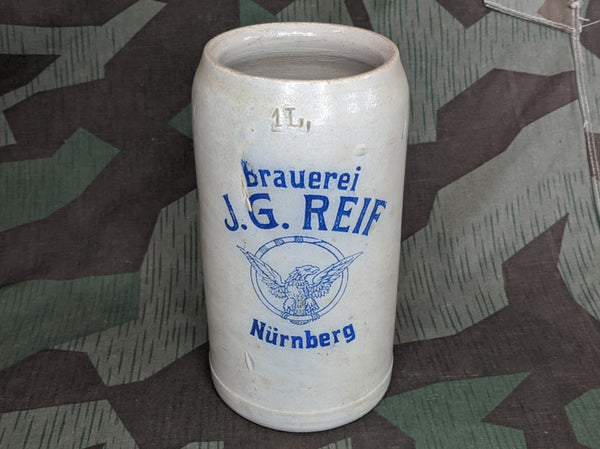 1L,,
Brauerei
J.G. REIF
Nürnberg